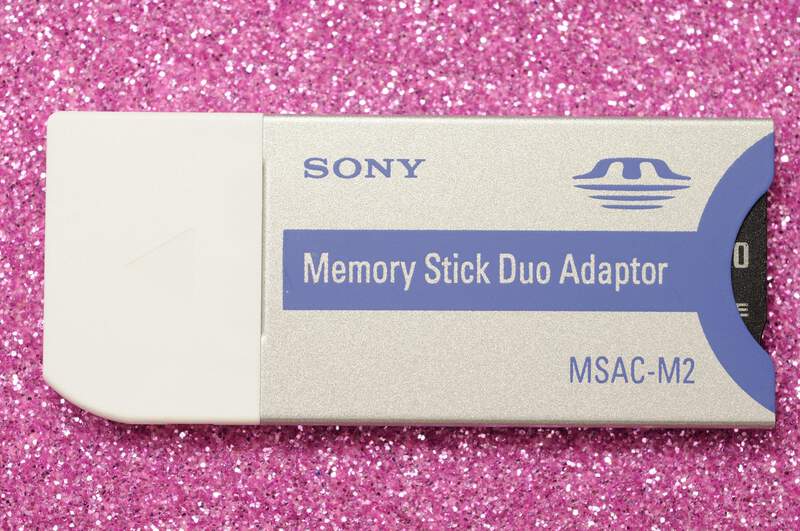 SONY
Memory Stick Duo Adaptor
MSAC-M2